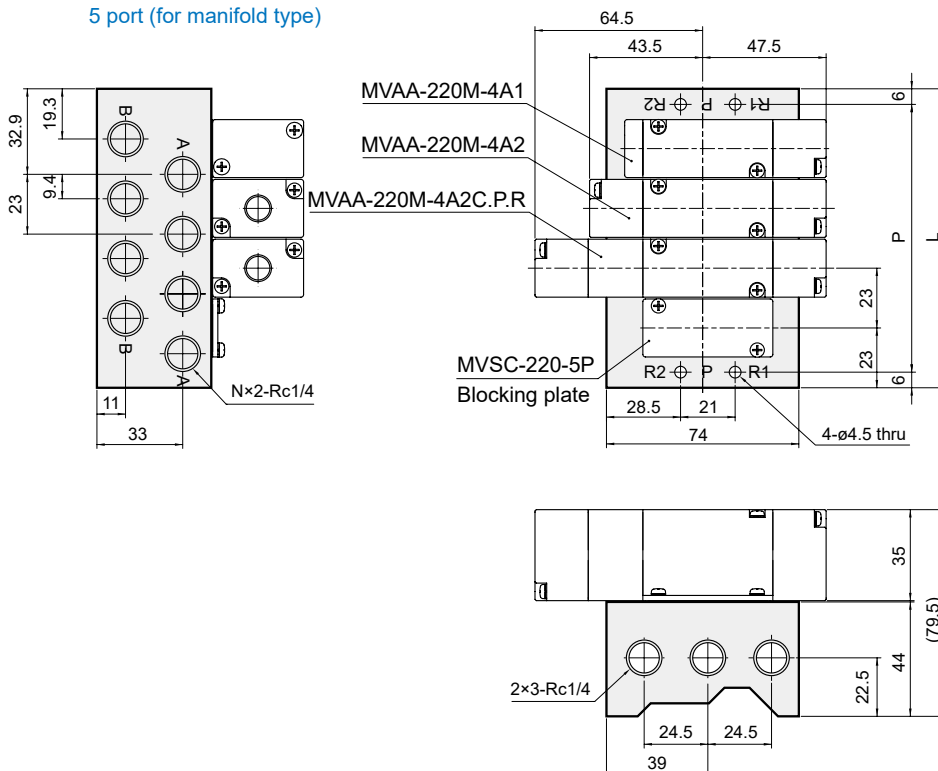 5 port (for manifold type)
64.5
43.5
47.5
32.9
19.3
23
9.4
B
A
B
A
11
33
N×2-Rc1/4
MVAA-220M-4A1
MVAA-220M-4A2
MVAA-220M-4A2C.P.R
MVSC-220-5P
Blocking plate
R2 P R1
R2 P R1
6
P
L
23
23
6
28.5
21
74
4-ø4.5 thru
35
44
(79.5)
22.5
2×3-Rc1/4
24.5
24.5
39